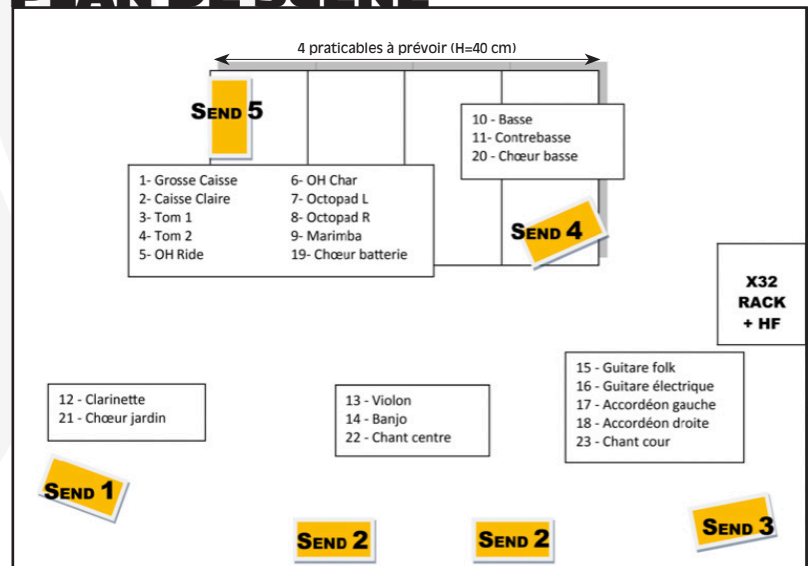 PLAN DE SCÈNE
4 praticables à prévoir (H=40 cm)
SEND 5
10 - Basse
11- Contrebasse
20 - Chœur basse
1- Grosse Caisse
2- Caisse Claire
3- Tom 1
4- Tom 2
5- OH Ride
6- OH Char
7- Octopad L
8- Octopad R
9- Marimba
19- Chœur batterie
SEND 4
X32
RACK
+ HF
12 - Clarinette
21 - Chœur jardin
13 - Violon
14 - Banjo
22 - Chant centre
15 - Guitare folk
16 - Guitare électrique
17 - Accordéon gauche
18 - Accordéon droite
23 - Chant cour
SEND 1
SEND 2
SEND 2
SEND 3